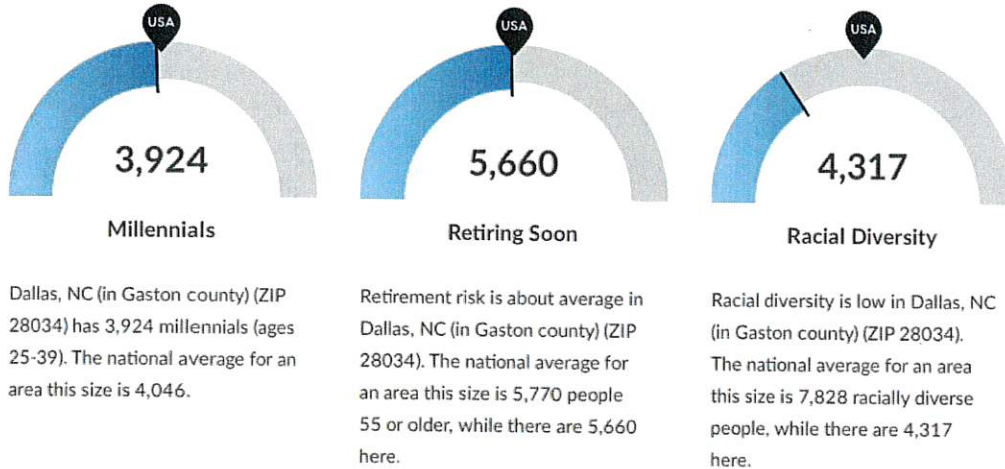 USA
3,924
Millennials
Dallas, NC (in Gaston county) (ZIP
28034) has 3,924 millennials (ages
25-39). The national average for an
area this size is 4,046.
USA
5,660
Retiring Soon
Retirement risk is about average in
Dallas, NC (in Gaston county) (ZIP
28034). The national average for
an area this size is 5,770 people
55 or older, while there are 5,660
here.
USA
4,317
Racial Diversity
Racial diversity is low in Dallas, NC
(in Gaston county) (ZIP 28034).
The national average for an area
this size is 7,828 racially diverse
people, while there are 4,317
here.